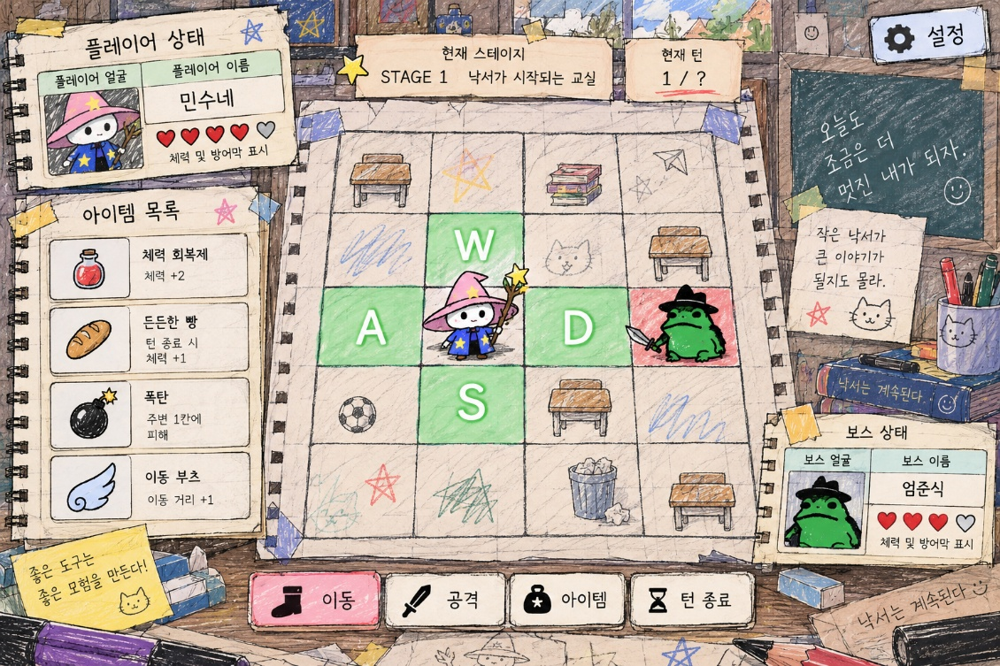 플레이어 상태
플레이어 얼굴
플레이어 이름
민수네
체력 및 방어막 표시
현재 스테이지
STAGE 1 낙서가 시작되는 교실
현재 턴
1 / ?
설정
오늘도
조금은 더
멋진 내가 되자.
아이템 목록
체력 회복제
체력 +2
든든한 빵
턴 종료 시
체력 +1
폭탄
주변 1칸에
피해
이동 부츠
이동 거리 +1
W
A
D
S
작은 낙서가
큰 이야기가
될지도 몰라.
낙서는 계속된다.
보스 상태
보스 얼굴
보스 이름
엄준식
체력 및 방어막 표시
좋은 도구는
좋은 모험을 만든다!
이동
공격
아이템
턴 종료
낙서는 계속된다